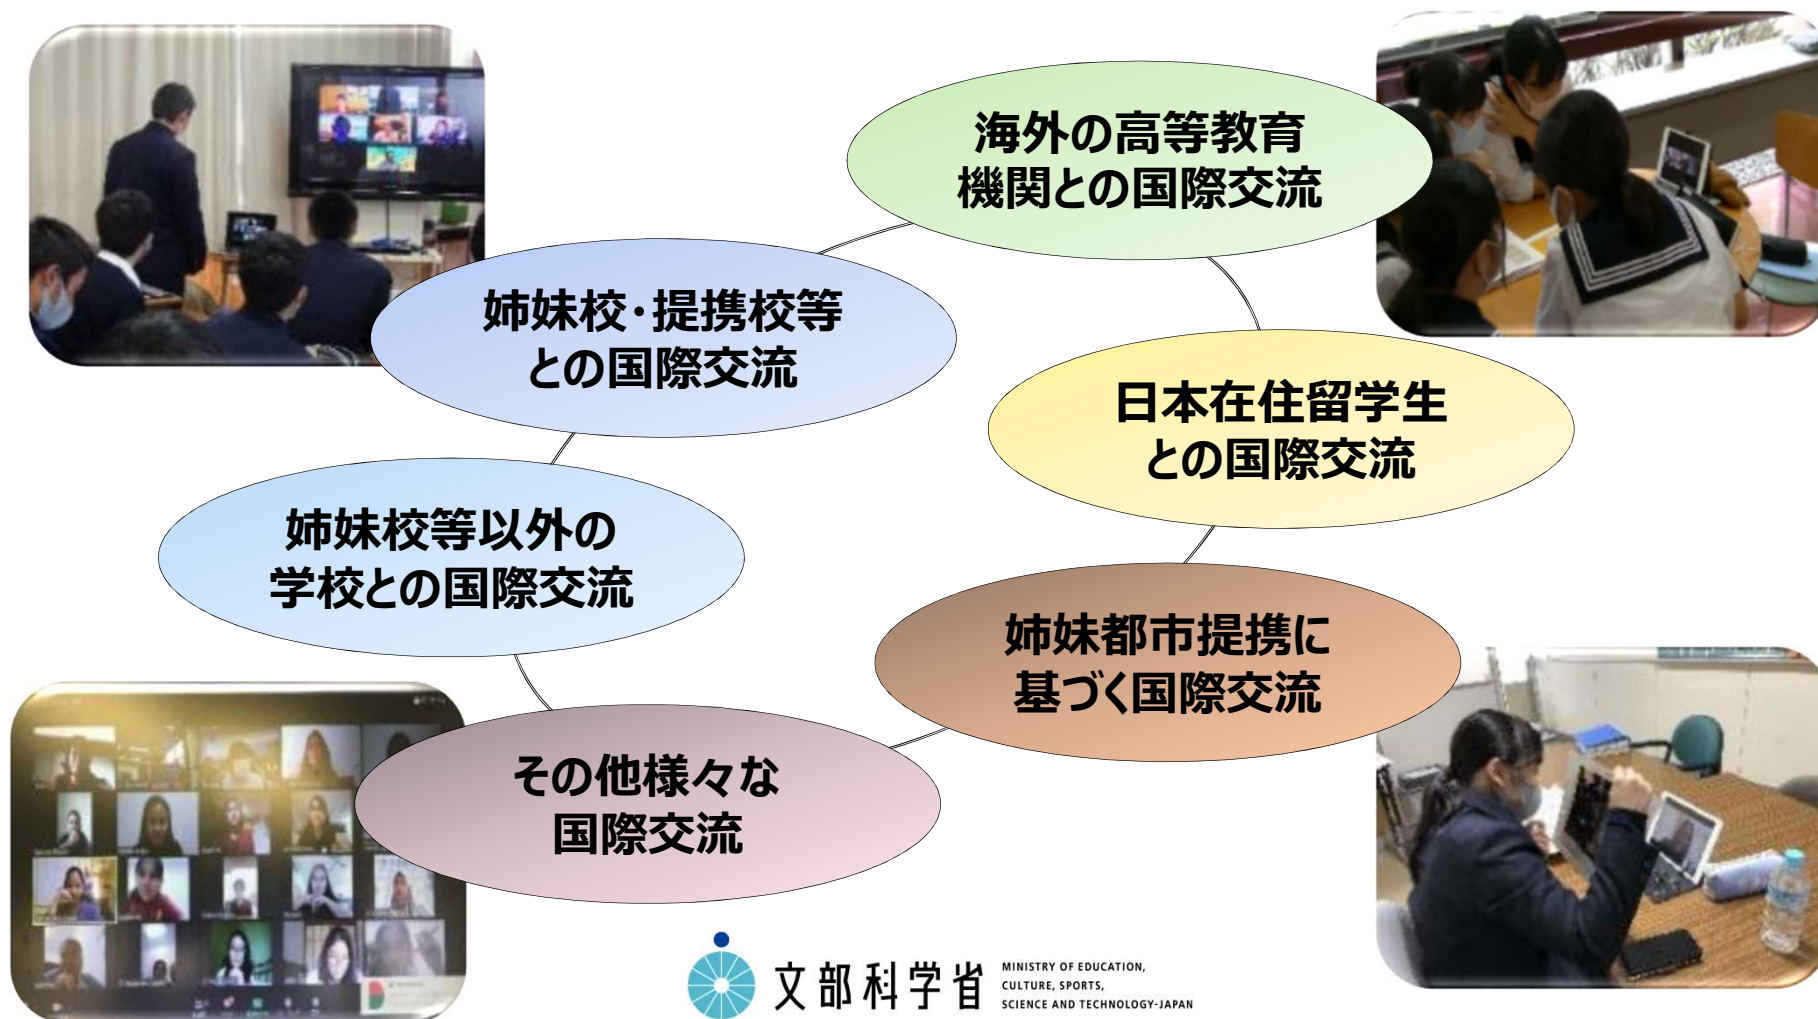 海外の高等教育
機関との国際交流
姉妹校・提携校等
との国際交流
日本在住留学生
との国際交流
姉妹校等以外の
学校との国際交流
姉妹都市提携に
基づく国際交流
その他様々な
国際交流
文部科学省
MINISTRY OF EDUCATION,
CULTURE, SPORTS,
SCIENCE AND TECHNOLOGY-JAPAN